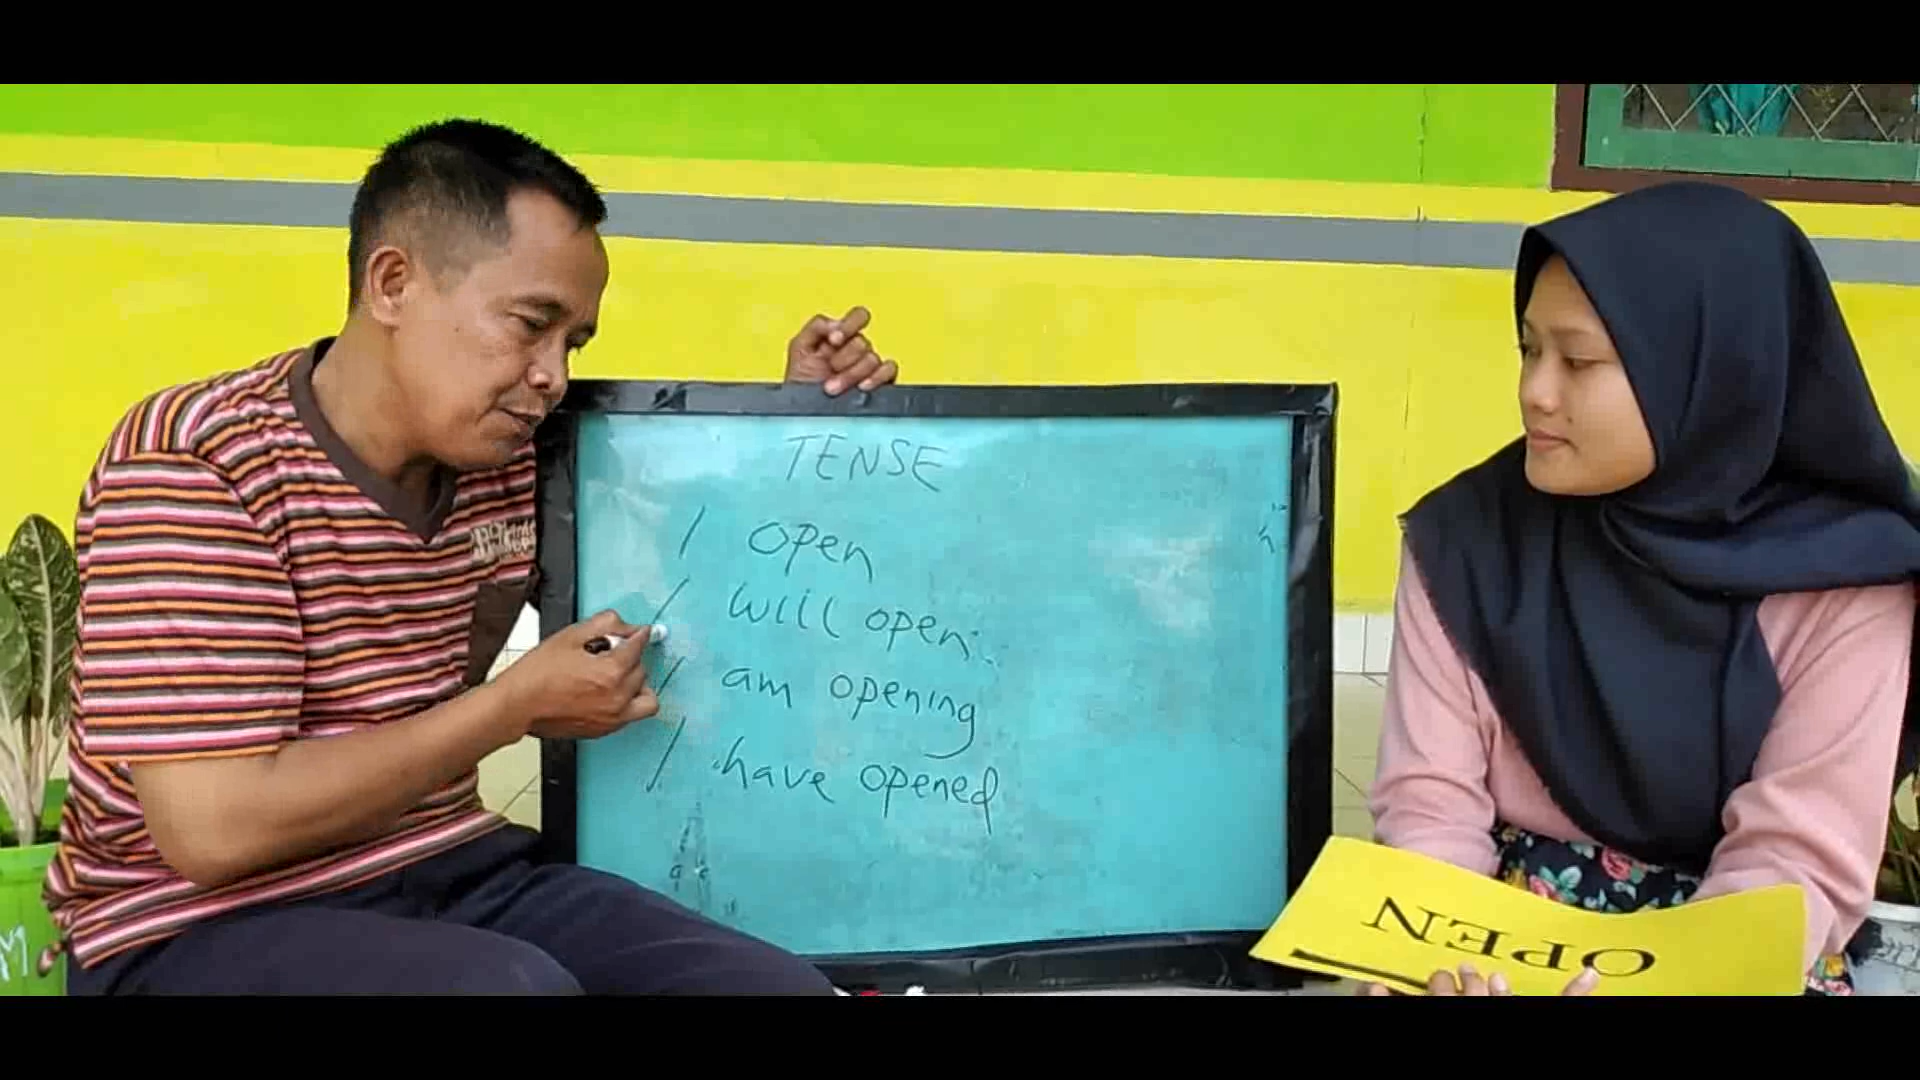 TENSE
/ open
/ will open
/ am opening
/ have opened
OPEN